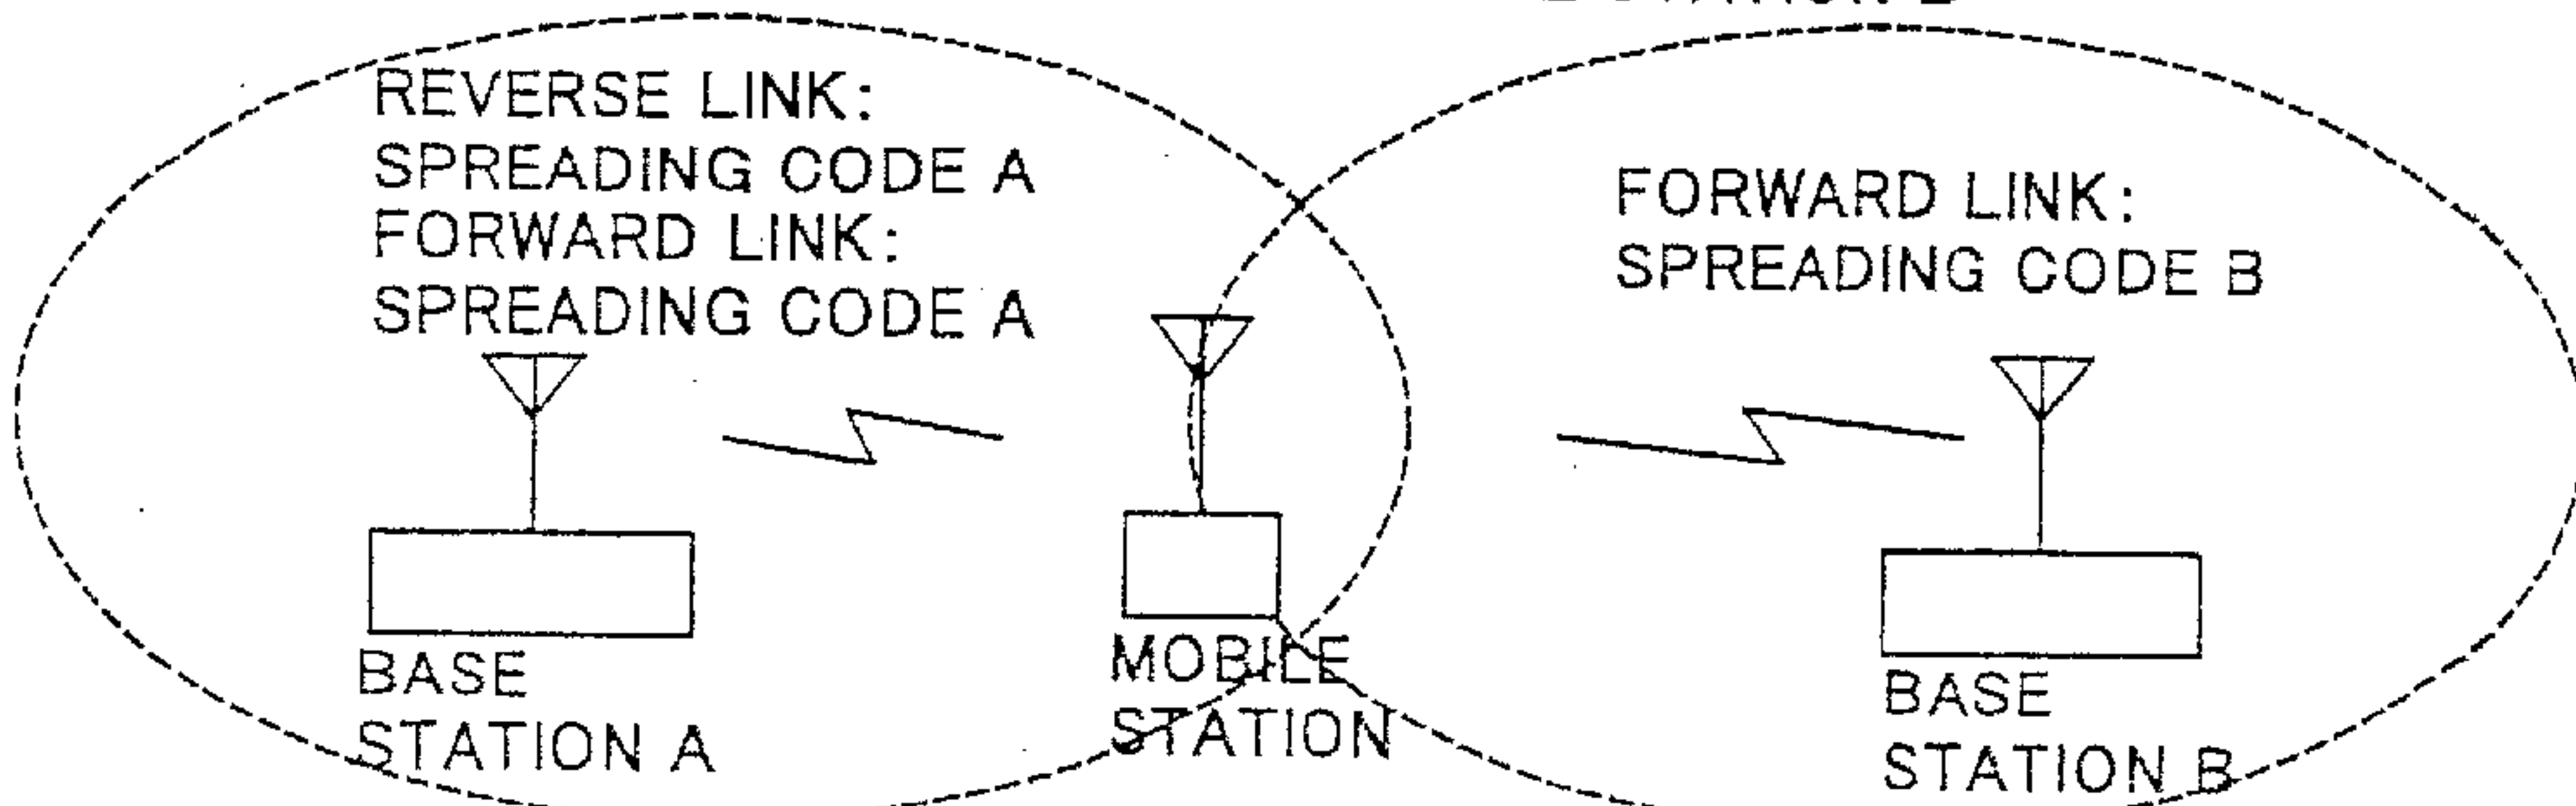 REVERSE LINK:
SPREADING CODE A
FORWARD LINK:
SPREADING CODE A
FORWARD LINK:
SPREADING CODE B
BASE
STATION A
MOBILE
STATION
BASE
STATION B